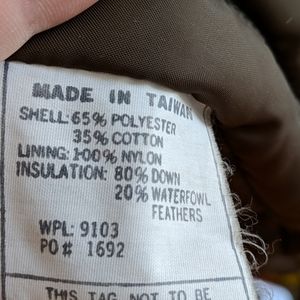 MADE IN TAIWAN
SHELL: 65% POLYESTER
35% COTTON
LINING: 100% NYLON
INSULATION: 80% DOWN
20% WATERFOWL
FEATHERS
WPL: 9103
PO# 1692
THIS TAG NOT TO BE